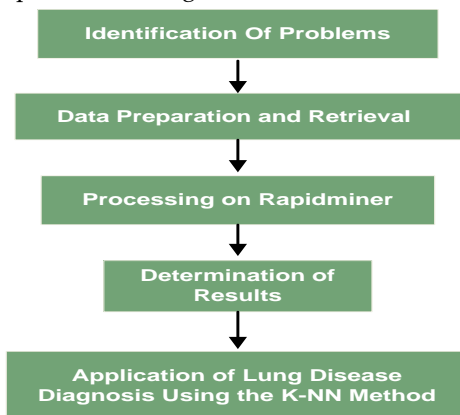 Identification Of Problems
Data Preparation and Retrieval
Processing on Rapidminer
Determination of
Results
Application of Lung Disease
Diagnosis Using the K-NN Method